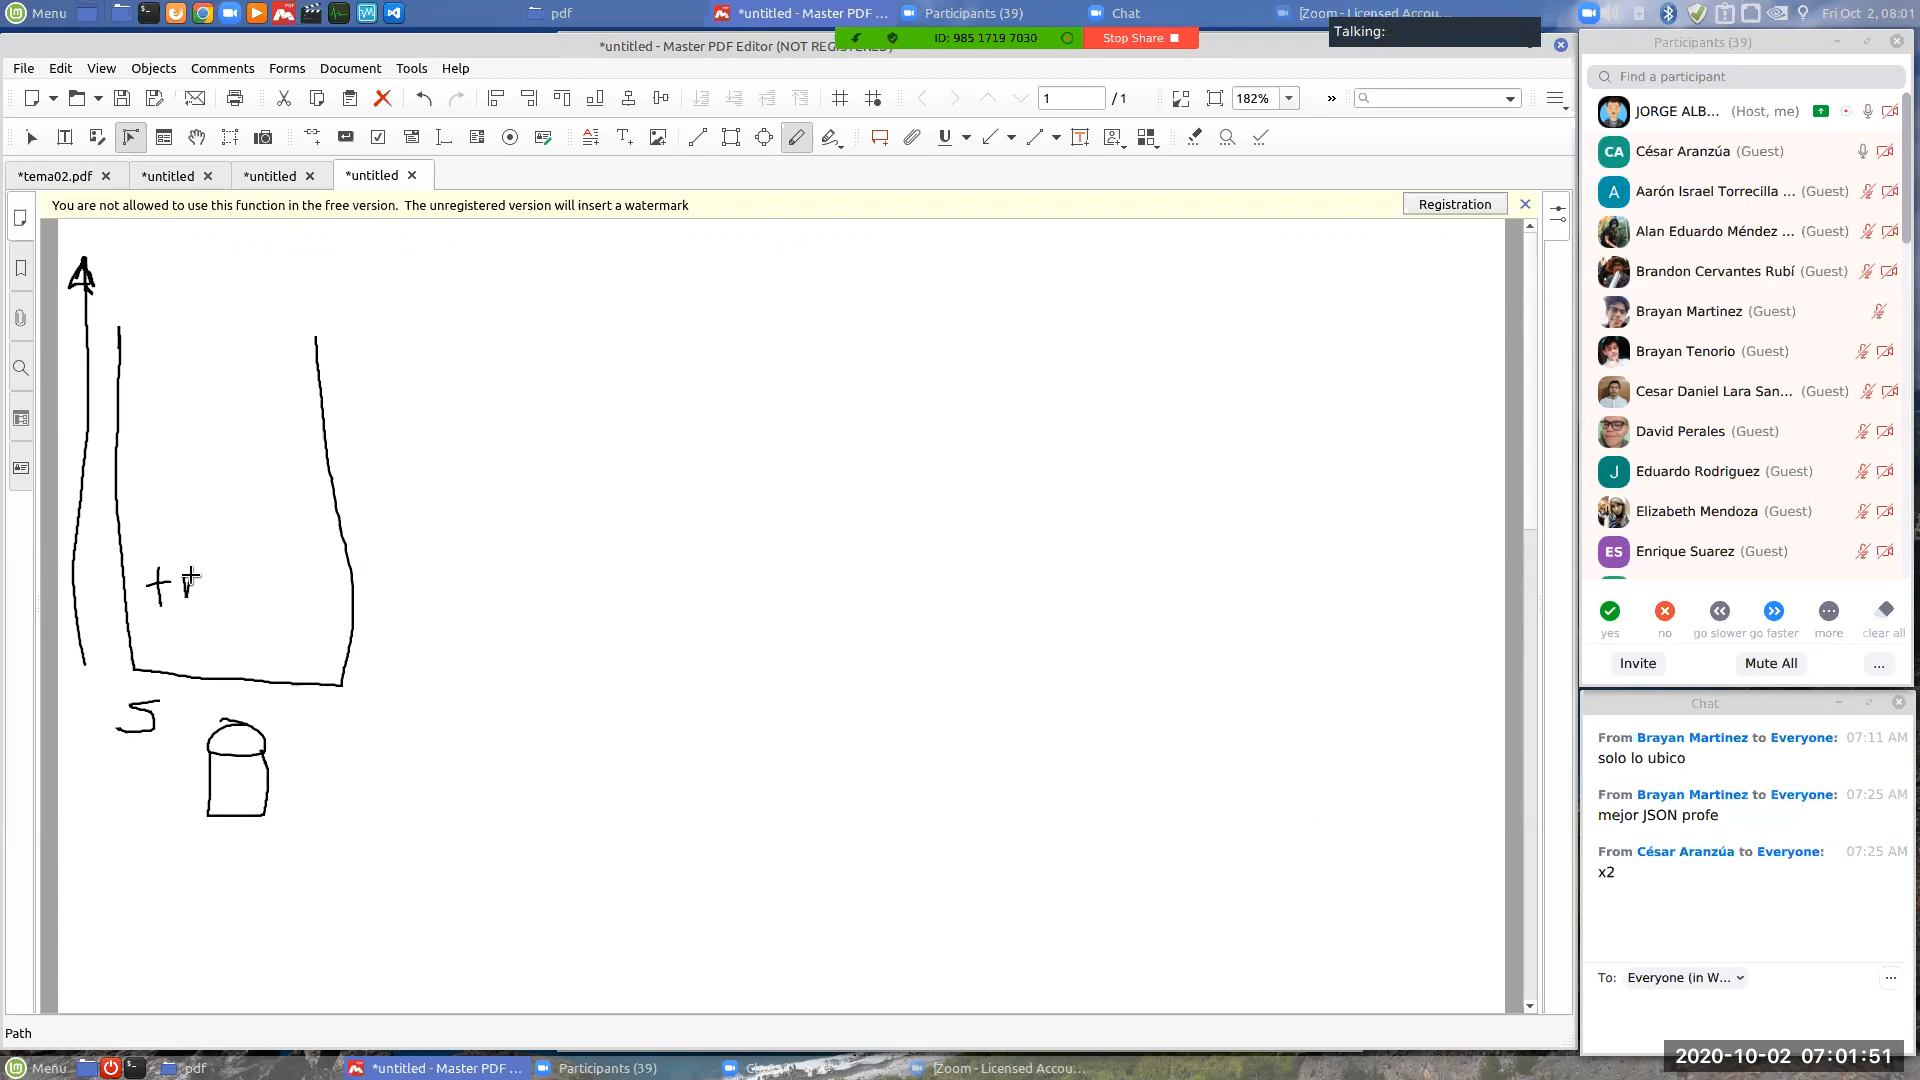 Menu
pdf
*untitled - Master PDF ...
Participants (39)
Chat
[Zoom - Licensed Accou...
Fri Oct 2, 08:01
*untitled - Master PDF Editor (NOT REGISTERED)
ID: 985 1719 7030
Stop Share
Talking:
File
Edit
View
Objects
Comments
Forms
Document
Tools
Help
1
/ 1
182%
»
*tema02.pdf
*untitled
*untitled
*untitled
You are not allowed to use this function in the free version. The unregistered version will insert a watermark
Registration
S
Path
Participants (39)
Find a participant
JORGE ALB... (Host, me)
CA César Aranzúa (Guest)
A Aarón Israel Torrecilla ... (Guest)
Alan Eduardo Méndez ... (Guest)
Brandon Cervantes Rubí (Guest)
Brayan Martinez (Guest)
Brayan Tenorio (Guest)
Cesar Daniel Lara San... (Guest)
David Perales (Guest)
J Eduardo Rodriguez (Guest)
Elizabeth Mendoza (Guest)
ES Enrique Suarez (Guest)
yes
no
go slower
go faster
more
clear all
Invite
Mute All
...
Chat
From Brayan Martinez to Everyone: 07:11 AM
solo lo ubico
From Brayan Martinez to Everyone: 07:25 AM
mejor JSON profe
From César Aranzúa to Everyone: 07:25 AM
x2
To: Everyone (in W...
Menu
pdf
*untitled - Master PDF ...
Participants (39)
[Zoom - Licensed Accou...
2020-10-02 07:01:51